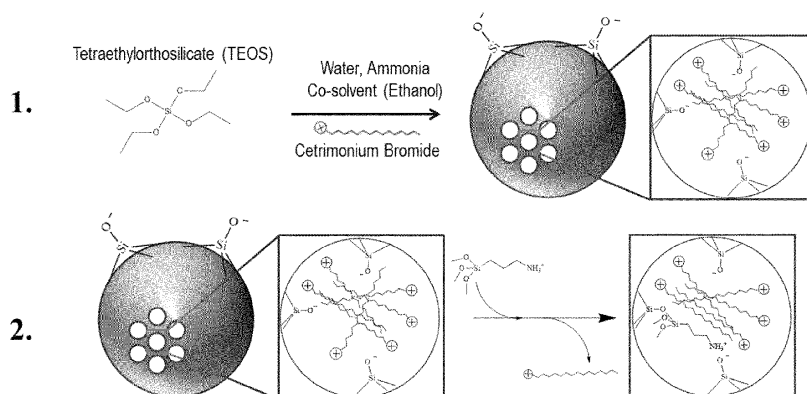 1.
Tetraethylorthosilicate (TEOS)
Water, Ammonia
Co-solvent (Ethanol)
Cetrimonium Bromide
2.